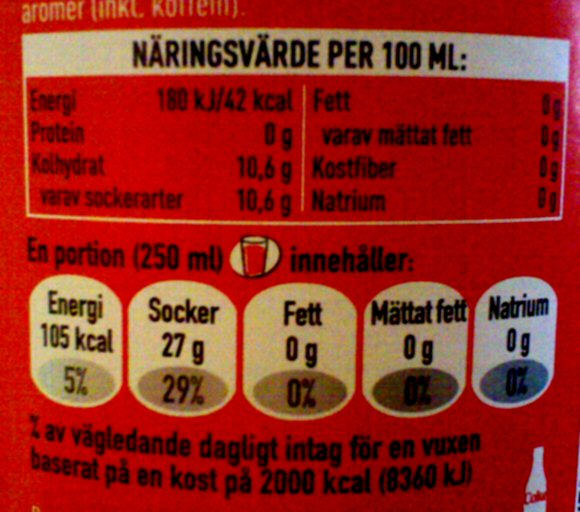 aromer (inkl. koffein).
NÄRINGSVÄRDE PER 100 ML:
Energi 180 kJ/42 kcal Fett 0 g
Protein 0 g varav mättat fett 0 g
Kolhydrat 10,6 g Kostfiber 0 g
varav sockerarter 10,6 g Natrium 0 g
En portion (250 ml) innehåller:
Energi Socker Fett Mättat fett Natrium
105 kcal 27 g 0 g 0 g 0 g
5% 29% 0% 0% 0%
% av vägledande dagligt intag för en vuxen
baserat på en kost på 2000 kcal (8360 kJ)